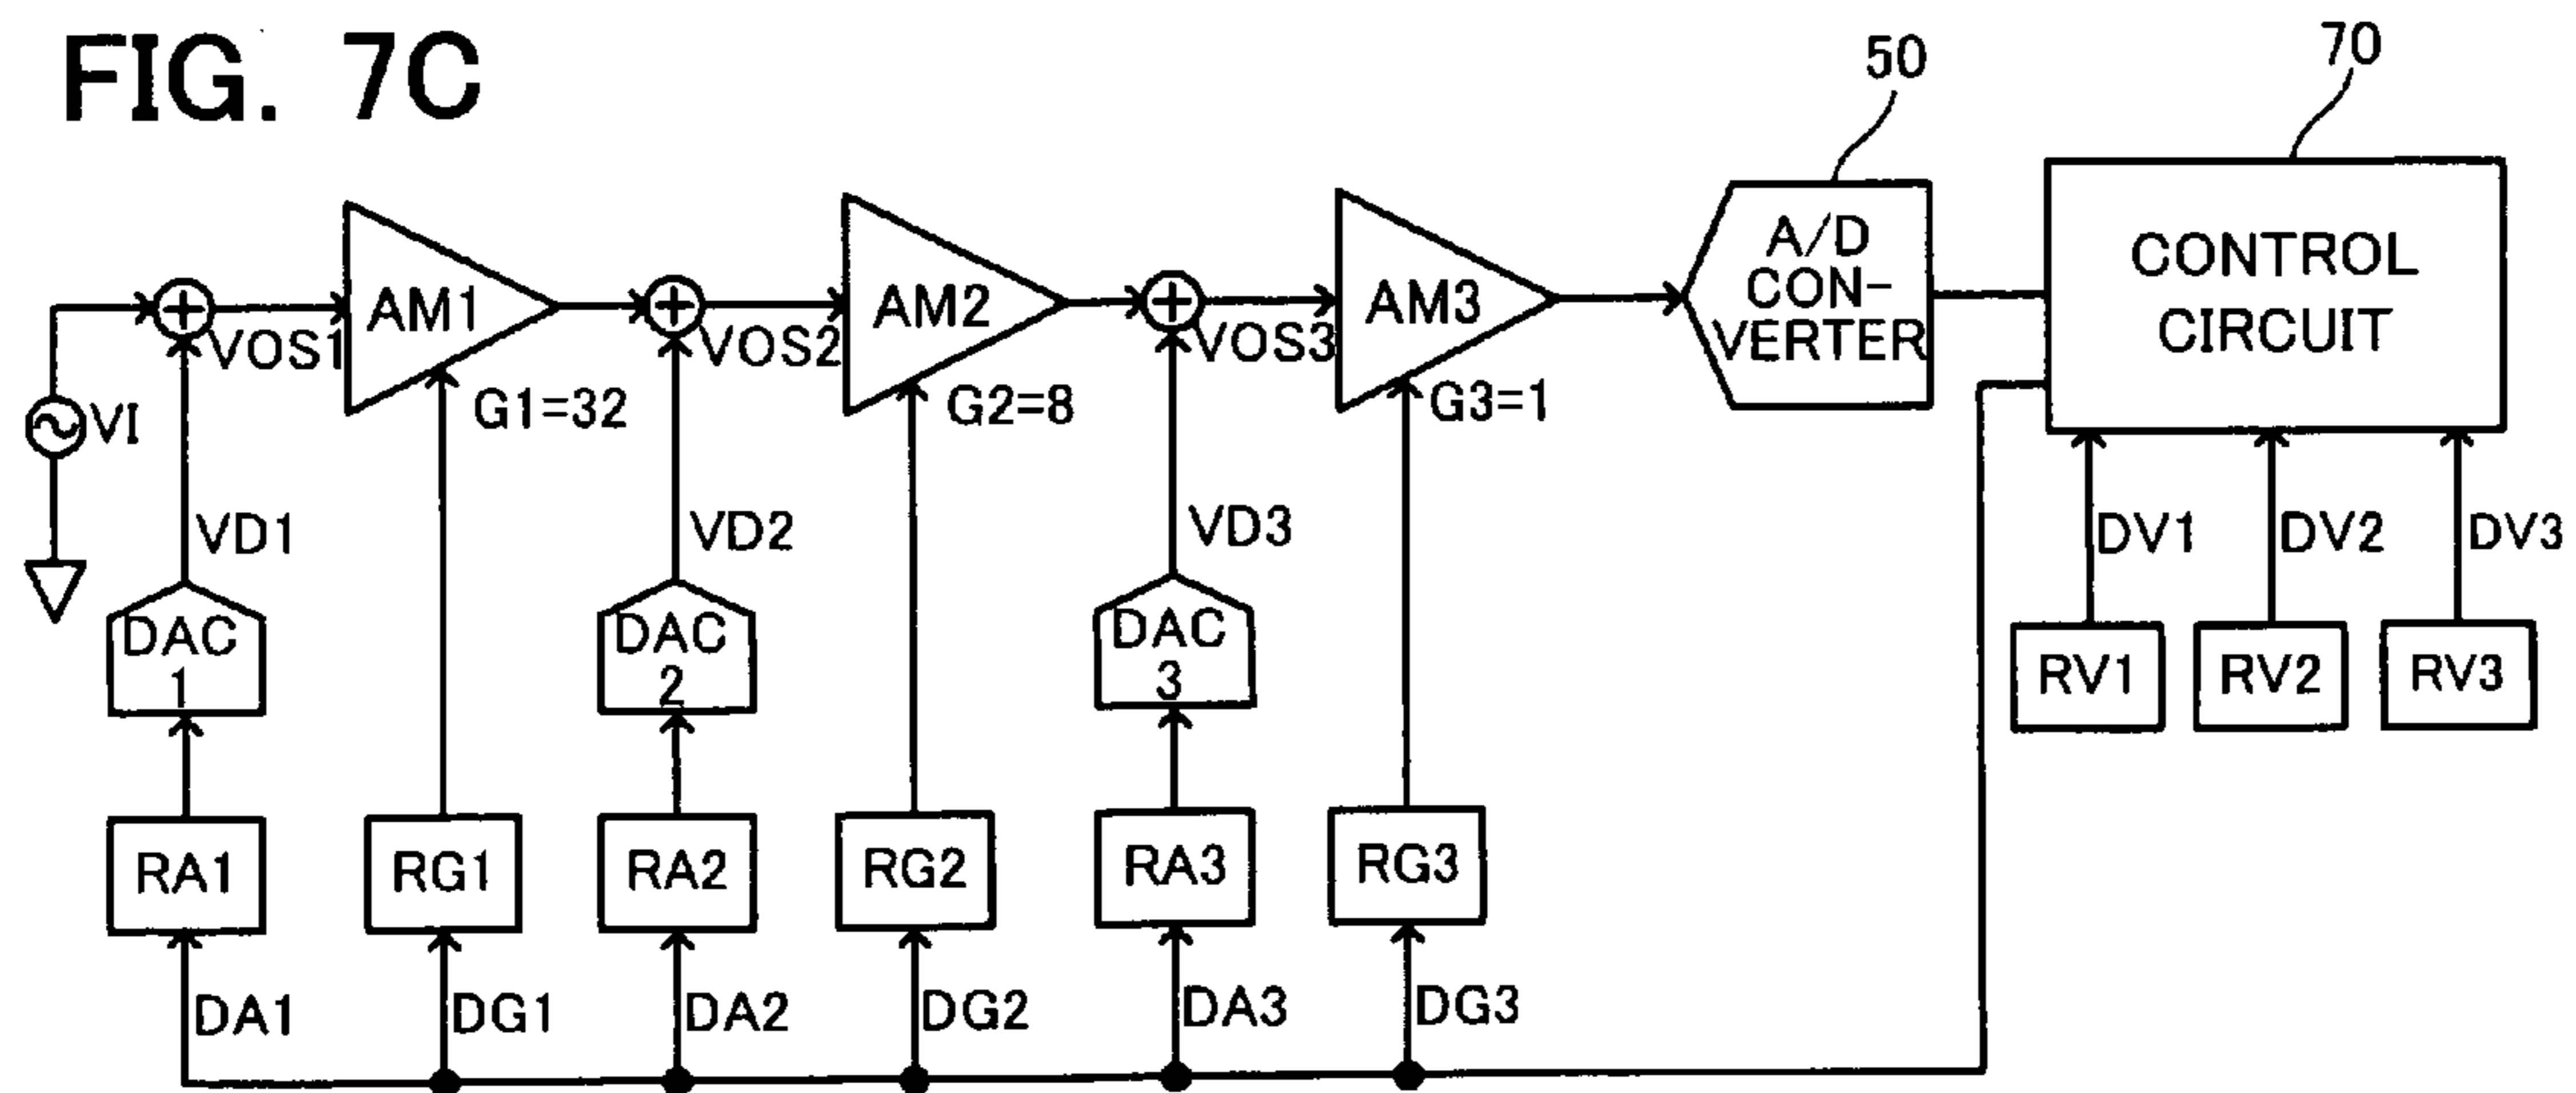 FIG. 7C
50
70
A/D
CON-
VERTER
CONTROL
CIRCUIT
AM1
AM2
AM3
VOS1
VOS2
VOS3
G1=32
G2=8
G3=1
VI
VD1
VD2
VD3
DV1
DV2
DV3
DAC
1
DAC
2
DAC
3
RV1
RV2
RV3
RA1
RG1
RA2
RG2
RA3
RG3
DA1
DG1
DA2
DG2
DA3
DG3